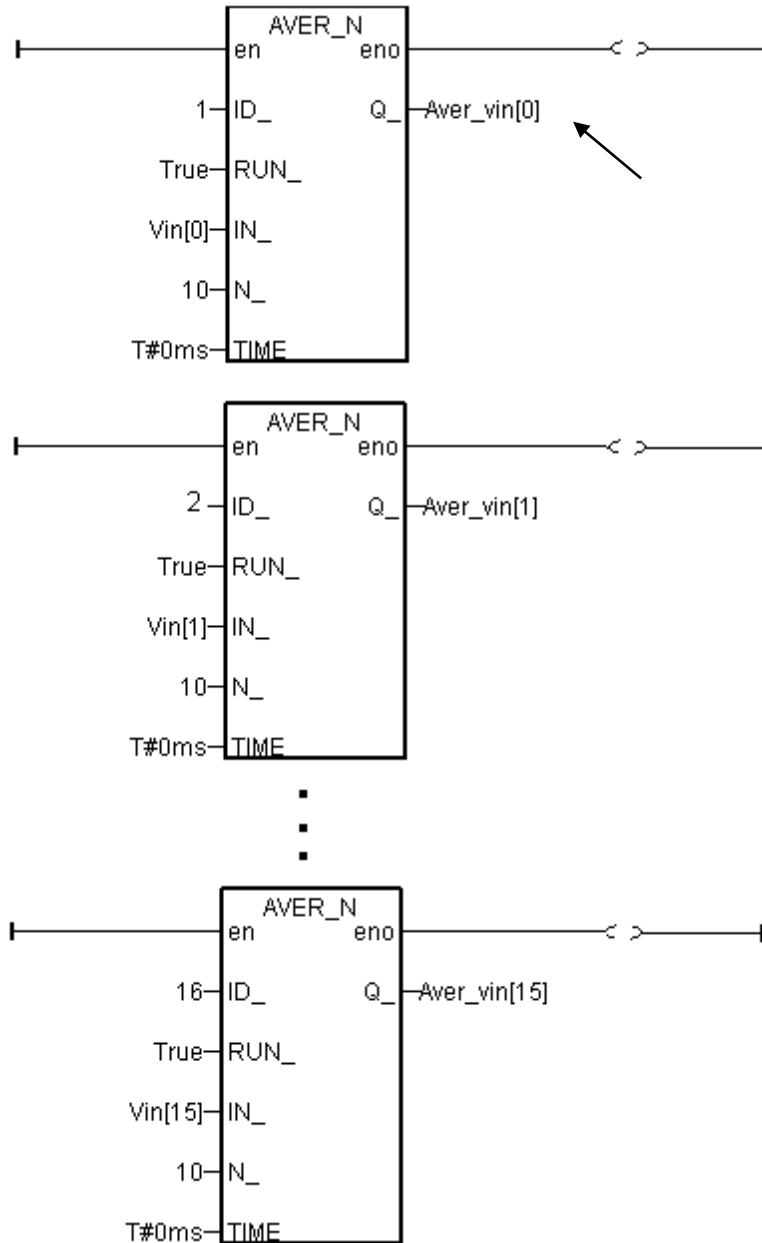 AVER_N
en eno
1 ID_ Q_ Aver_vin[0]
True RUN_
Vin[0] IN_
10 N_
T#0ms TIME
AVER_N
en eno
2 ID_ Q_ Aver_vin[1]
True RUN_
Vin[1] IN_
10 N_
T#0ms TIME
AVER_N
en eno
16 ID_ Q_ Aver_vin[15]
True RUN_
Vin[15] IN_
10 N_
T#0ms TIME